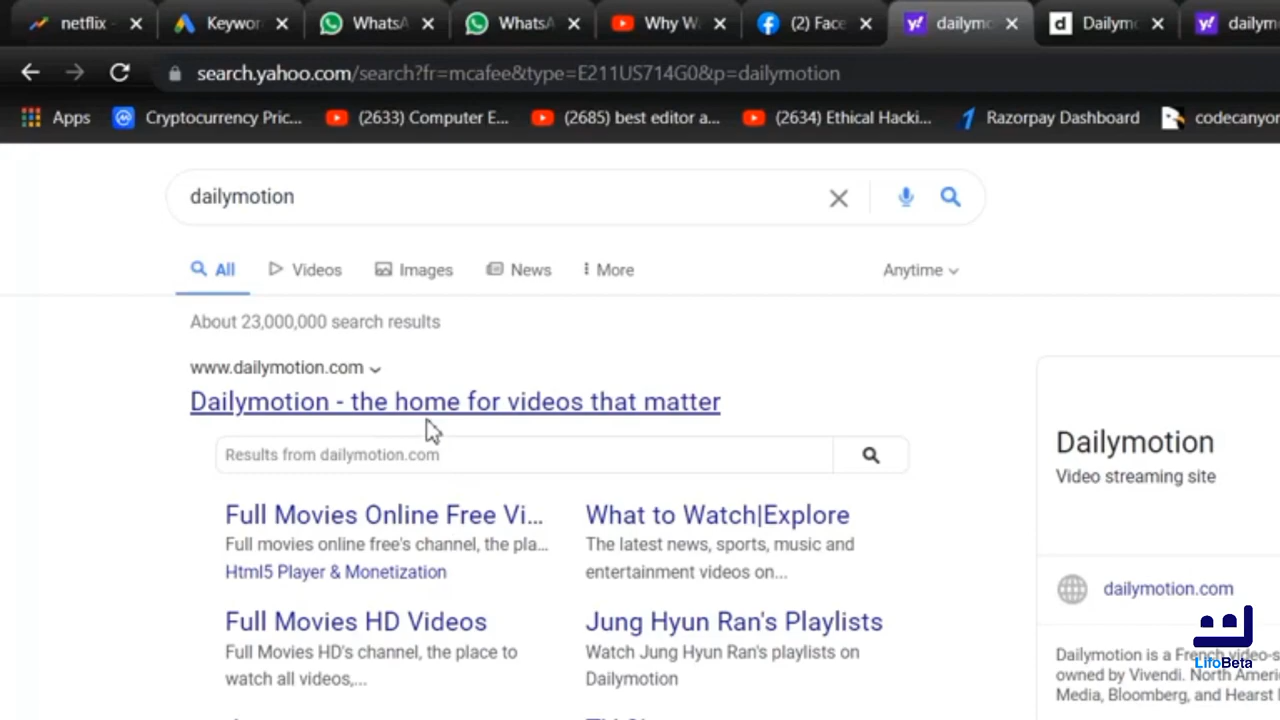 netflix - Keywor WhatsA WhatsA Why W (2) Face dailymo Dailymo dailym
search.yahoo.com/search?fr=mcafee&type=E211US714G0&p=dailymotion
Apps Cryptocurrency Pric... (2633) Computer E... (2685) best editor a... (2634) Ethical Hacki... Razorpay Dashboard codecanyon
dailymotion
All Videos Images News More Anytime
About 23,000,000 search results
www.dailymotion.com
Dailymotion - the home for videos that matter
Results from dailymotion.com
Full Movies Online Free Vi...
Full movies online free's channel, the pla...
Html5 Player & Monetization
What to Watch|Explore
The latest news, sports, music and
entertainment videos on...
Full Movies HD Videos
Full Movies HD's channel, the place to
watch all videos,...
Jung Hyun Ran's Playlists
Watch Jung Hyun Ran's playlists on
Dailymotion
Dailymotion
Video streaming site
dailymotion.com
Dailymotion is a French video-s
owned by Vivendi. North Ameri
Media, Bloomberg, and Hearst
LifoBeta